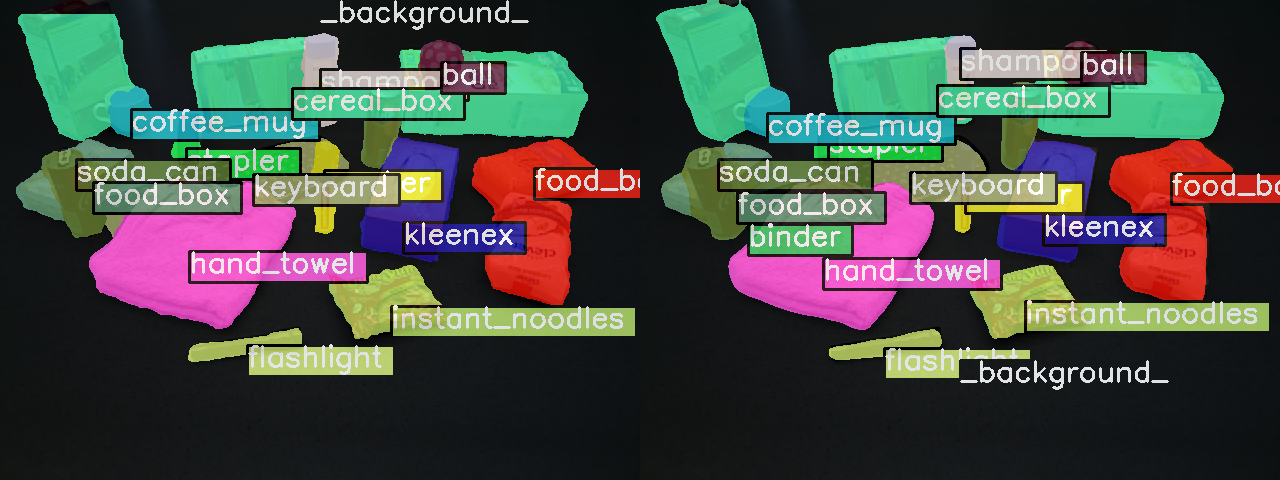 _background_
shampo
ball
cereal_box
coffee_mug
stapler
soda_can
keyboard
er
food_box
food_bo
kleenex
hand_towel
instant_noodles
flashlight
shampo
ball
cereal_box
coffee_mug
stapler
soda_can
keyboard
r
food_box
food_bo
kleenex
binder
hand_towel
instant_noodles
flashlight
_background_